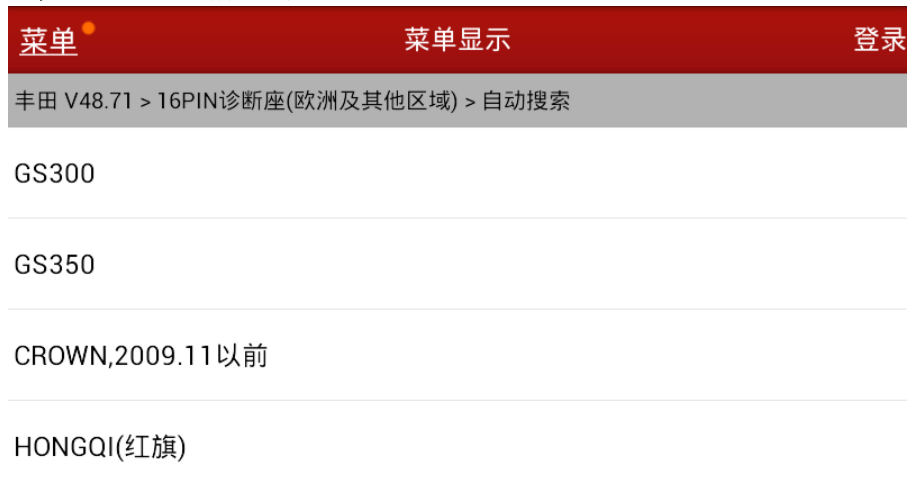 菜单 菜单显示 登录
丰田 V48.71 > 16PIN诊断座(欧洲及其他区域) > 自动搜索
GS300
GS350
CROWN,2009.11以前
HONGQI(红旗)